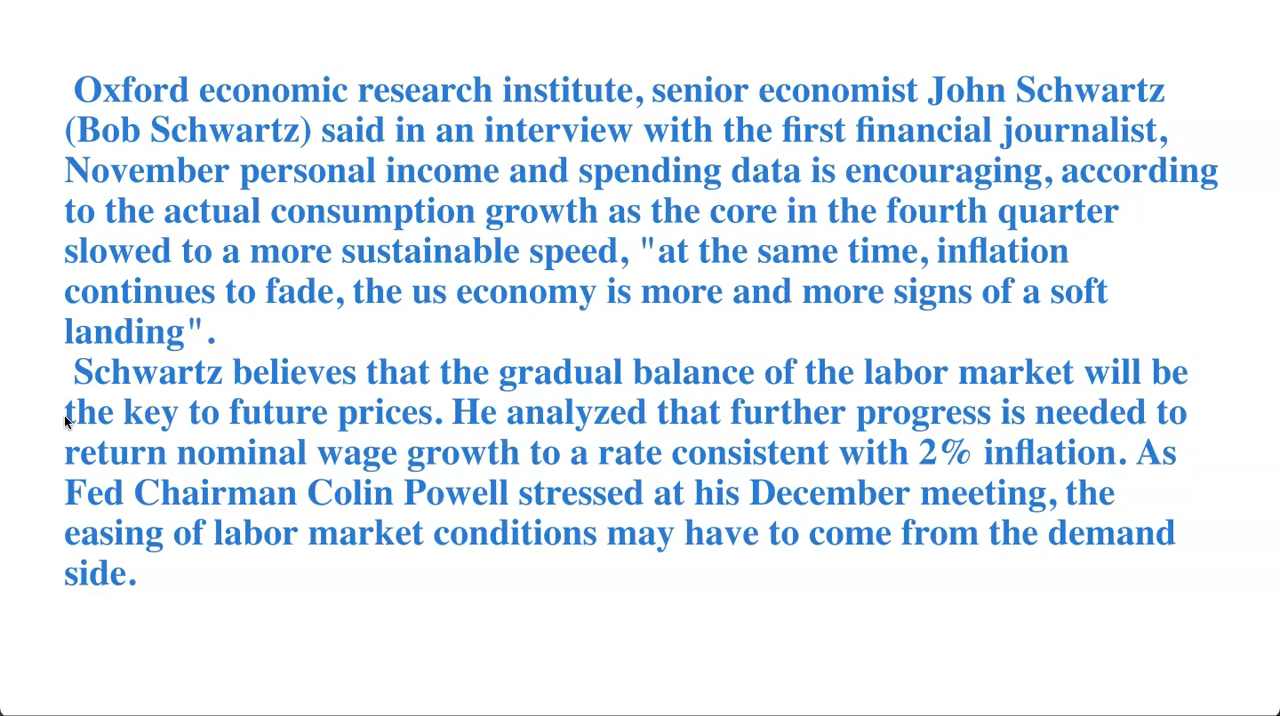 Oxford economic research institute, senior economist John Schwartz
(Bob Schwartz) said in an interview with the first financial journalist,
November personal income and spending data is encouraging, according
to the actual consumption growth as the core in the fourth quarter
slowed to a more sustainable speed, "at the same time, inflation
continues to fade, the us economy is more and more signs of a soft
landing".
Schwartz believes that the gradual balance of the labor market will be
the key to future prices. He analyzed that further progress is needed to
return nominal wage growth to a rate consistent with 2% inflation. As
Fed Chairman Colin Powell stressed at his December meeting, the
easing of labor market conditions may have to come from the demand
side.